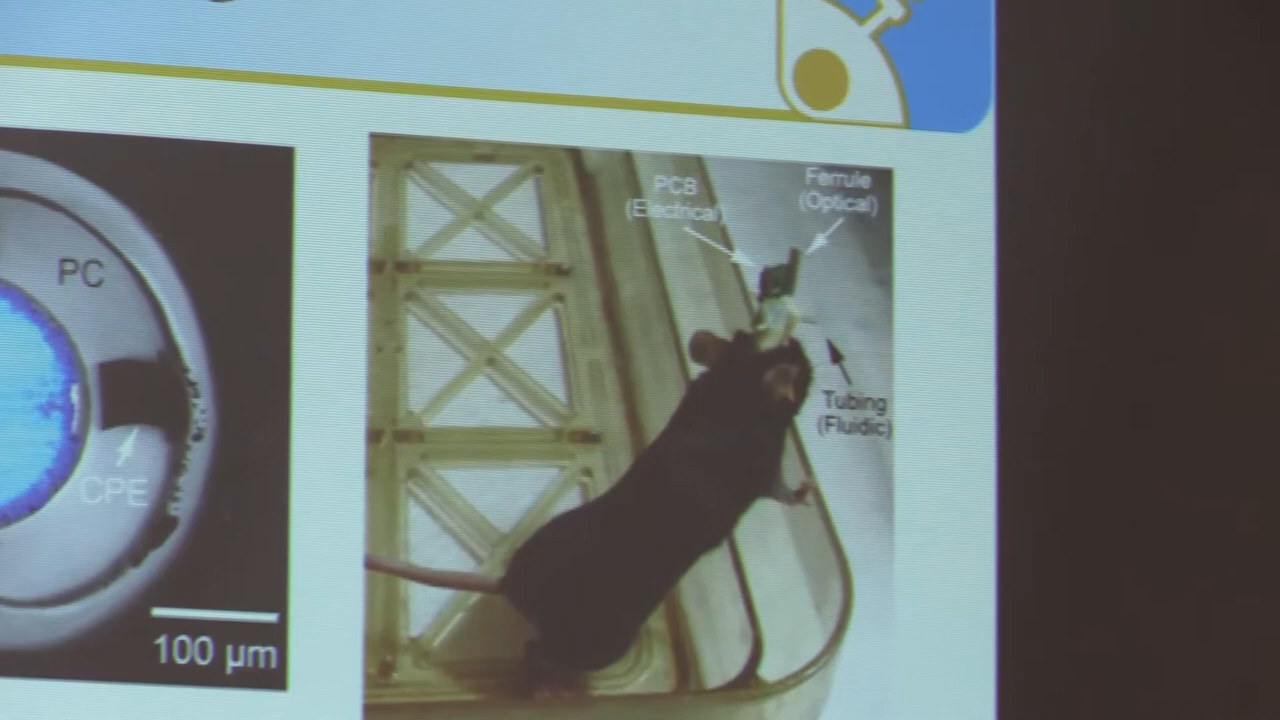 PC
CPE
100 µm
PCB
(Electrical)
Ferrule
(Optical)
Tubing
(Fluidic)